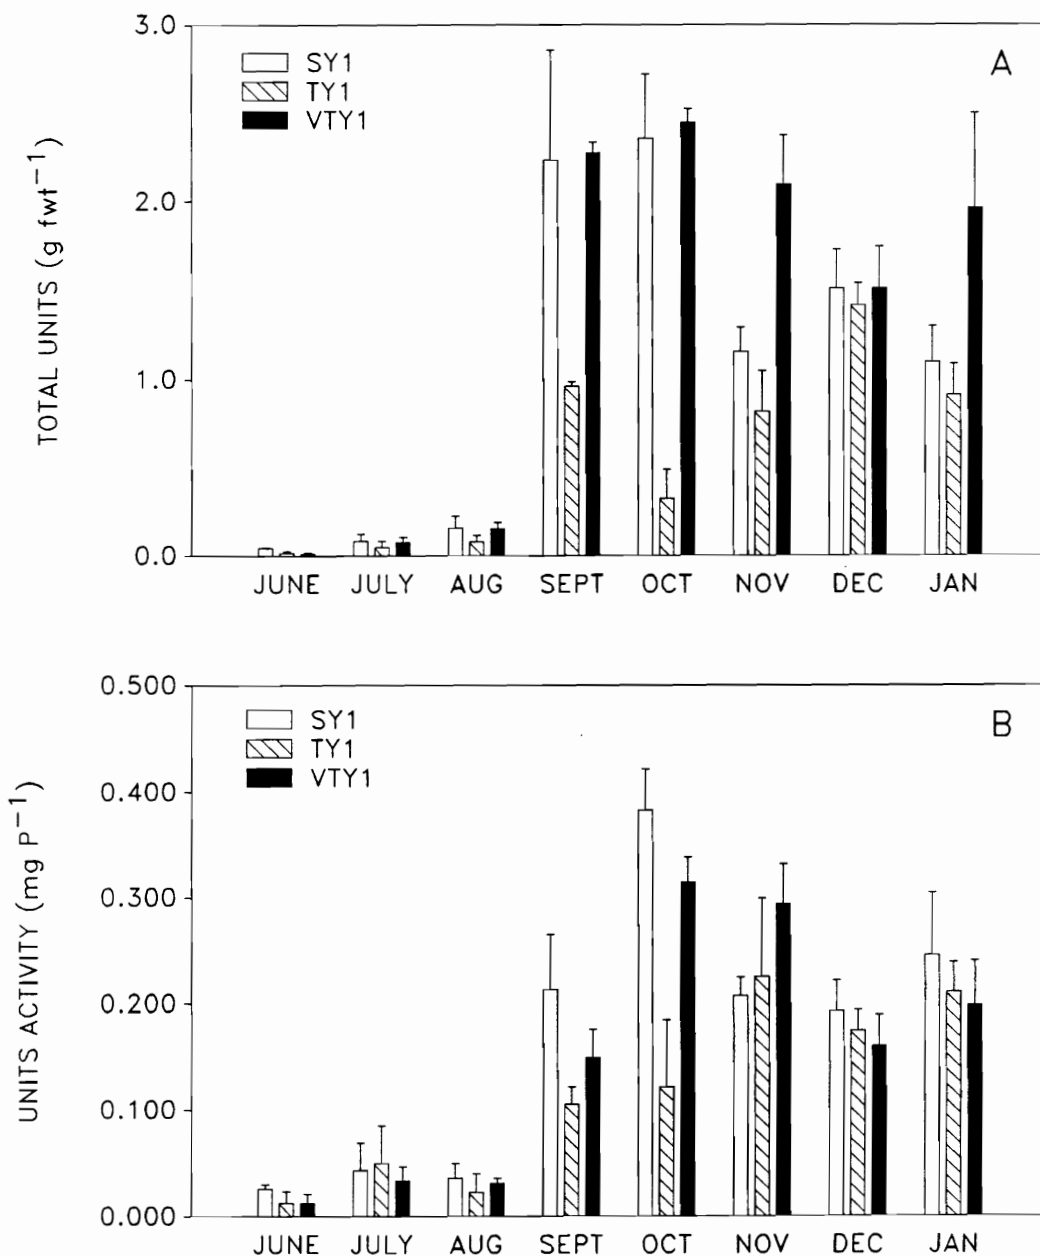 3.0
A
SY1
TY1
VTY1
2.0
1.0
0.0
TOTAL UNITS (g fwt⁻¹)
JUNE JULY AUG SEPT OCT NOV DEC JAN
0.500
B
SY1
TY1
VTY1
0.400
0.300
0.200
0.100
0.000
UNITS ACTIVITY (mg P⁻¹)
JUNE JULY AUG SEPT OCT NOV DEC JAN